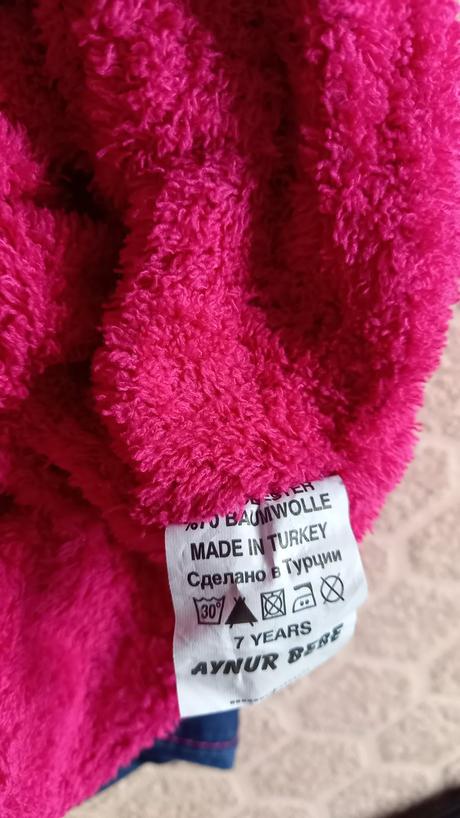 %70 BAUMWOLLE
MADE IN TURKEY
Сделано в Турции
30°
7 YEARS
AYNUR BEBE